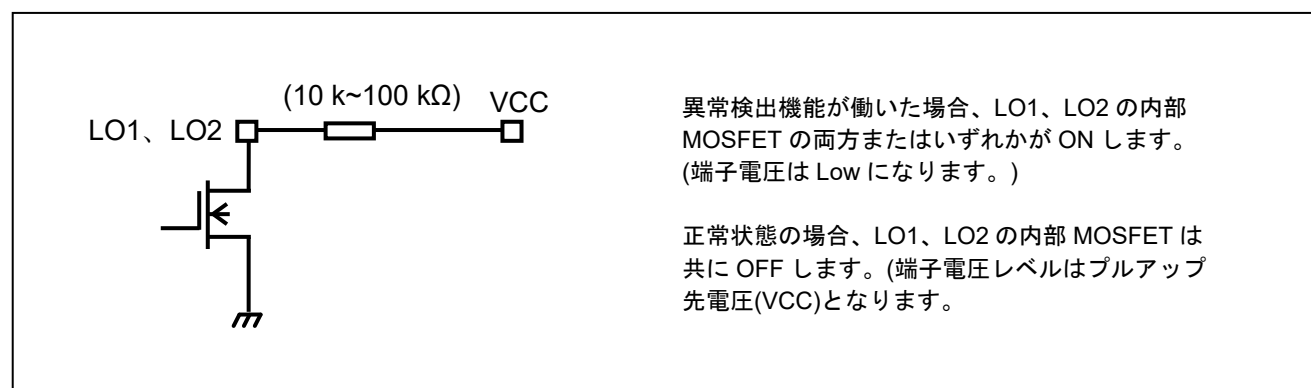 (10 k~100 kΩ)
VCC
LO1、LO2
異常検出機能が働いた場合、LO1、LO2 の内部
MOSFET の両方またはいずれかが ON します。
(端子電圧は Low になります。)
正常状態の場合、LO1、LO2 の内部 MOSFET は
共に OFF します。(端子電圧レベルはプルアップ
先電圧(VCC)となります。